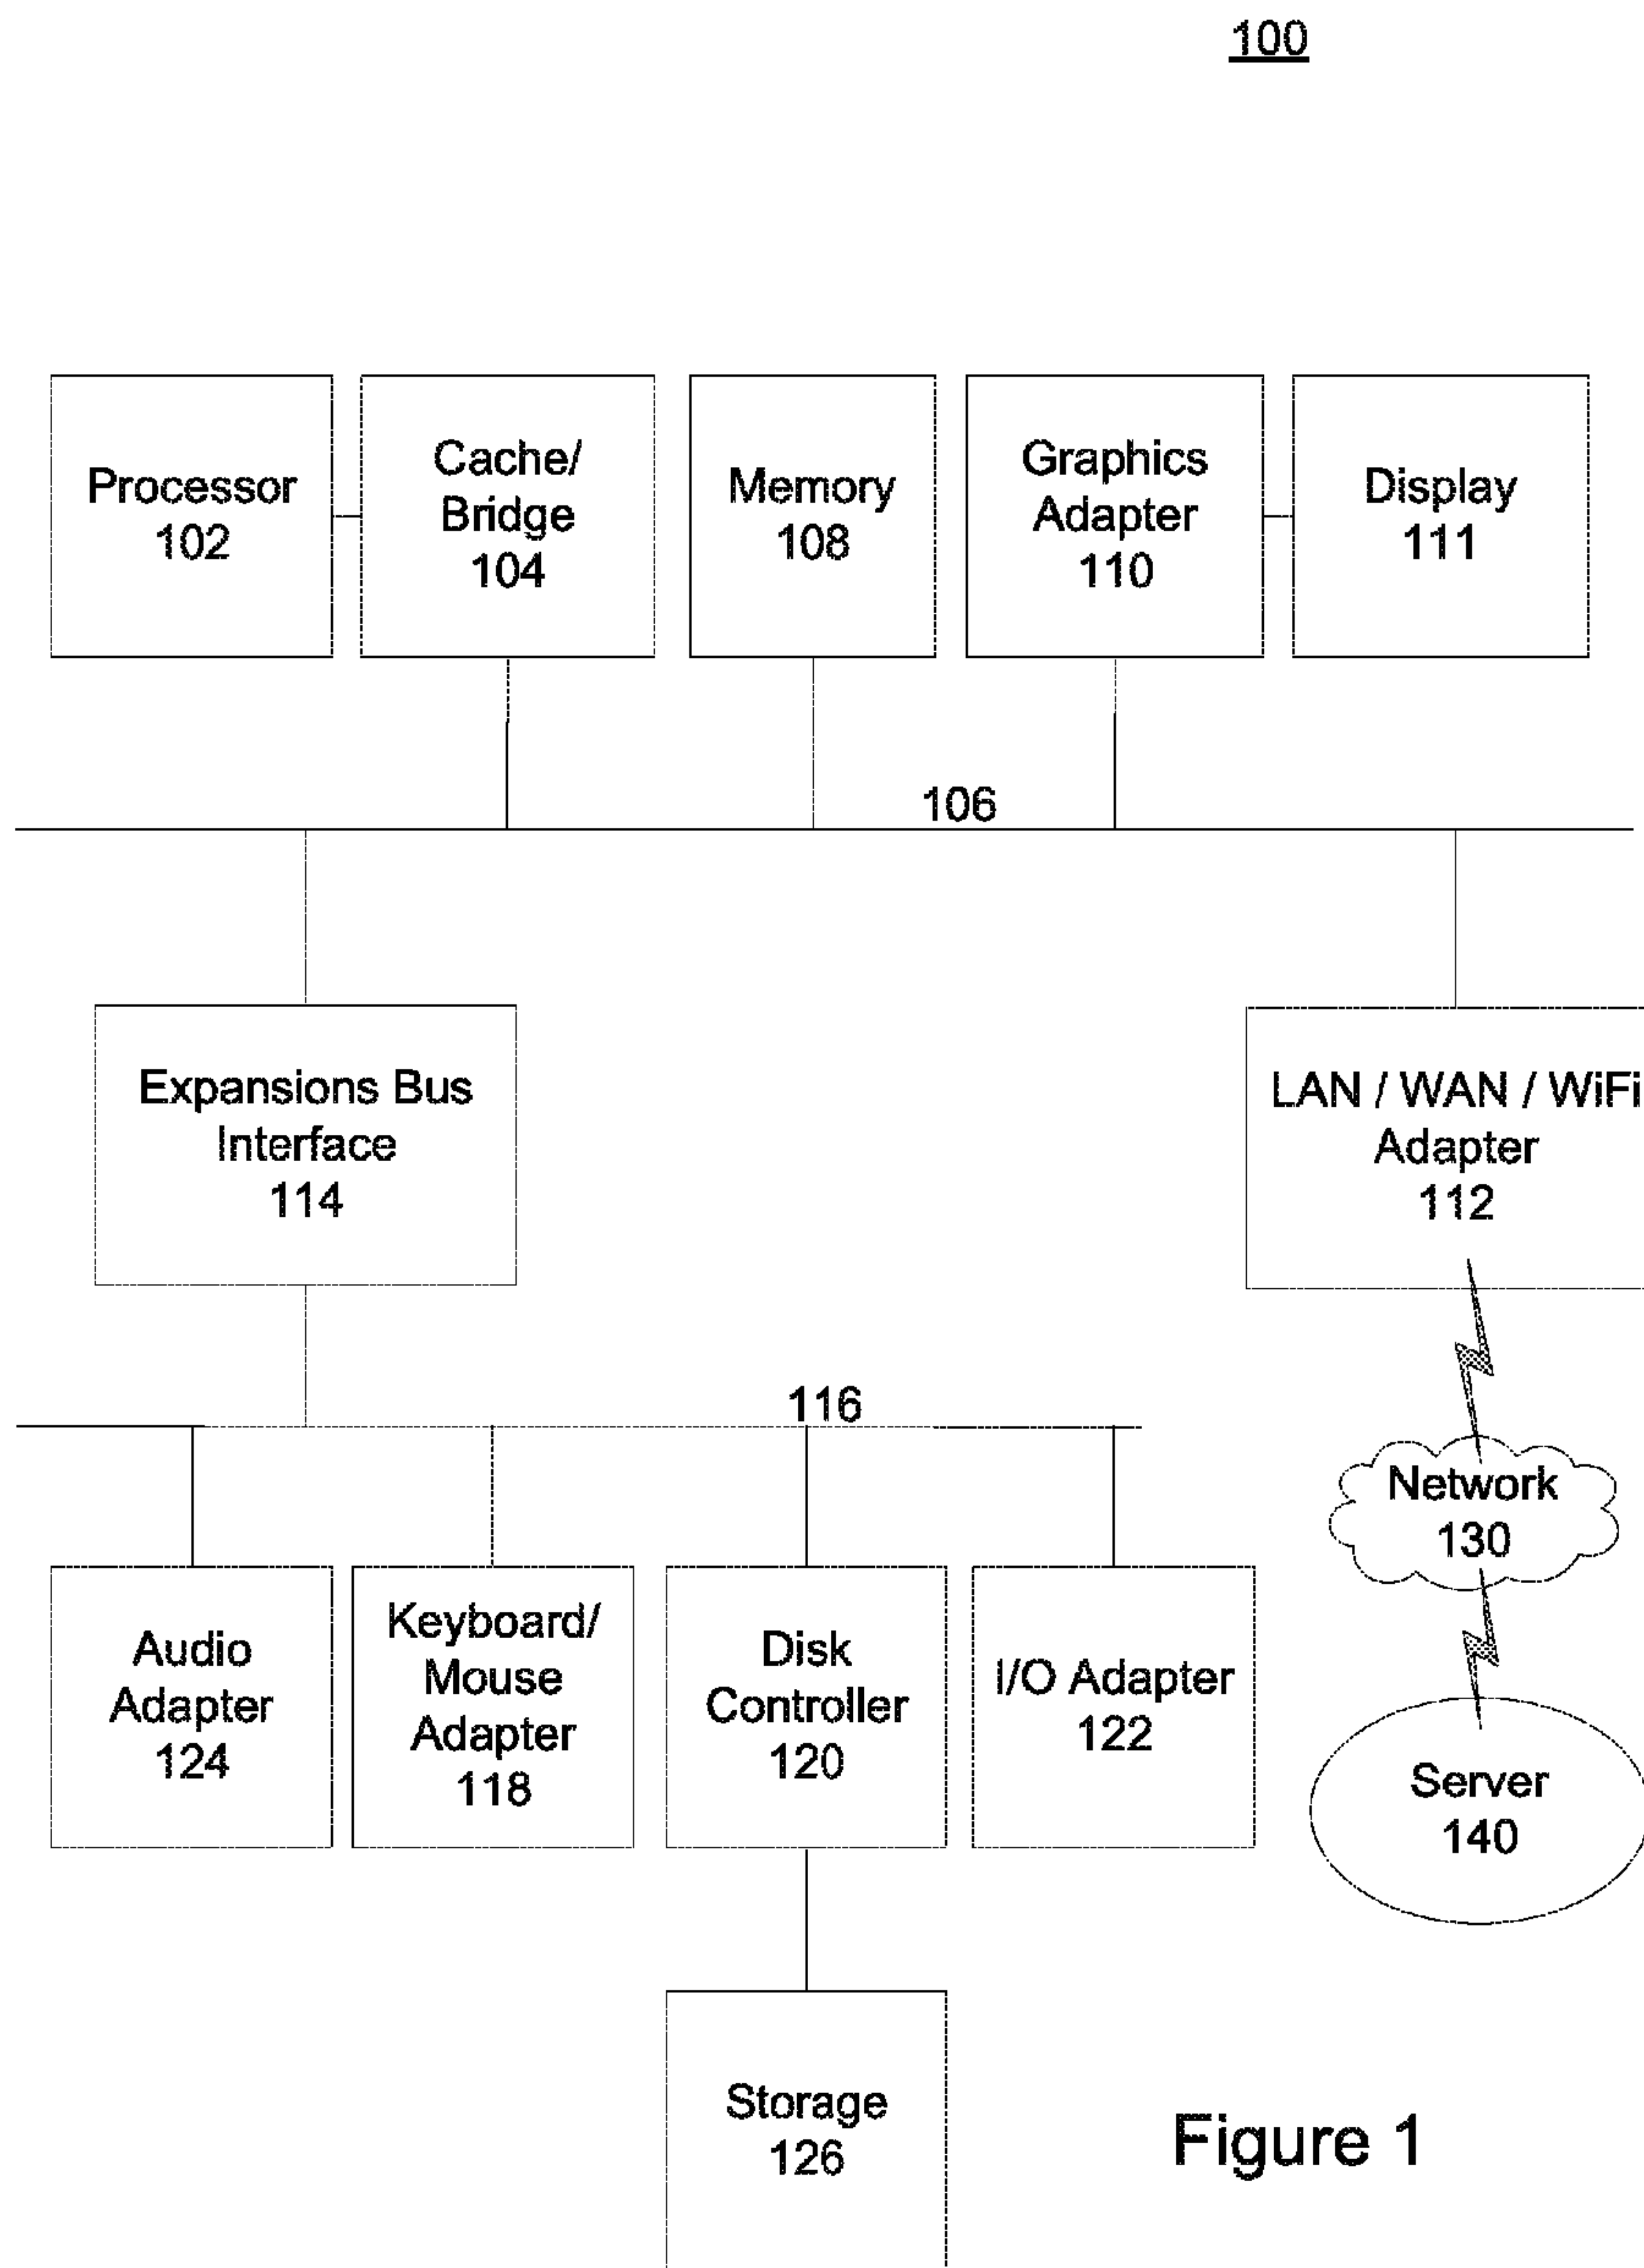 100
Processor
102
Cache/
Bridge
104
Memory
108
Graphics
Adapter
110
Display
111
106
Expansions Bus
Interface
114
LAN / WAN / WiFi
Adapter
112
116
Network
130
Audio
Adapter
124
Keyboard/
Mouse
Adapter
118
Disk
Controller
120
I/O Adapter
122
Server
140
Storage
126
Figure 1